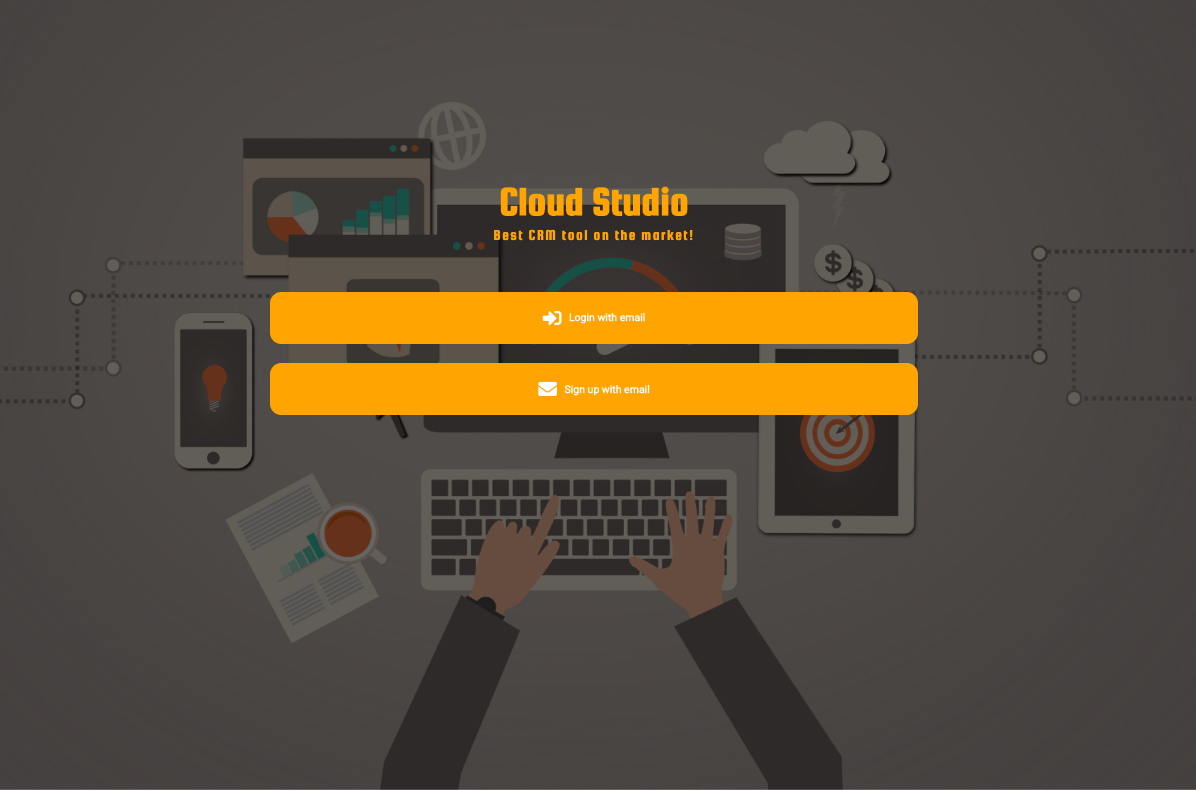 Cloud Studio
Best CRM tool on the market!
$
$
Login with email
Sign up with email